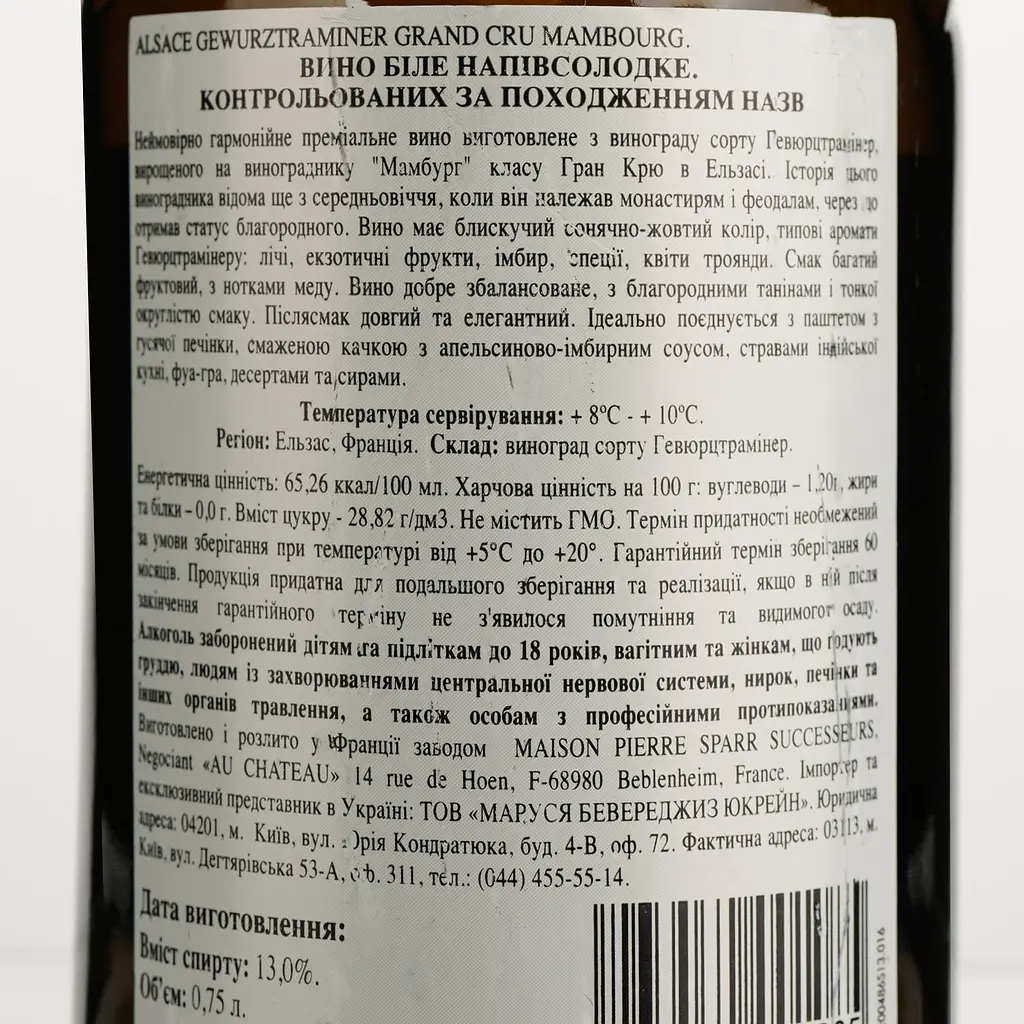 ALSACE GEWURZTRAMINER GRAND CRU MAMBOURG.
ВИНО БІЛЕ НАПІВСОЛОДКЕ.
КОНТРОЛЬОВАНИХ ЗА ПОХОДЖЕННЯМ НАЗВ
Неймовірно гармонійне преміальне вино виготовлене з винограду сорту Гевюрцтрамінер,
вирощеного на винограднику "Мамбург" класу Гран Крю в Ельзасі. Історія цього
виноградника відома ще з середньовіччя, коли він належав монастирям і феодалам, через
отримав статус благородного. Вино має блискучий сонячно-жовтий колір, типові аромати
Гевюрцтрамінеру: лічі, екзотичні фрукти, імбир, спеції, квіти троянди. Смак багатий
фруктовий, з нотками меду. Вино добре збалансоване, з благородними танінами і тонкої
округлістю смаку. Післясмак довгий та елегантний. Ідеально поєднується з паштетом з
гусячої печінки, смаженою качкою з апельсиново-імбирним соусом, стравами індійської
кухні, фуа-гра, десертами та сирами.
Температура сервірування: + 8ºC - + 10ºC.
Регіон: Ельзас, Франція. Склад: виноград сорту Гевюрцтрамінер.
Енергетична цінність: 65,26 ккал/100 мл. Харчова цінність на 100 г: вуглеводи – 1,20г, жири
та білки – 0,0 г. Вміст цукру - 28,82 г/дм3. Не містить ГМО. Термін придатності необмежений
за умови зберігання при температурі від +5°C до +20°. Гарантійний термін зберігання 60
місяців. Продукція придатна для подальшого зберігання та реалізації, якщо в ній після
закінчення гарантійного терміну не з'явилося помутніння та видимого осаду.
Алкоголь заборонений дітям та підліткам до 18 років, вагітним та жінкам, що годують
груддю, людям із захворюваннями центральної нервової системи, нирок, печінки та
інших органів травлення, а також особам з професійними протипоказаннями.
Виготовлено і розлито у Франції заводом MAISON PIERRE SPARR SUCCESSEURS.
Negociant «AU CHATEAU» 14 rue de Hoen, F-68980 Beblenheim, France. Імпортер та
ексклюзивний представник в Україні: ТОВ «МАРУСЯ БЕВЕРЕДЖИЗ ЮКРЕЙН». Юридична
адреса: 04201, м. Київ, вул. Юрія Кондратюка, буд. 4-В, оф. 72. Фактична адреса: 03113, м.
Київ, вул. Дегтярівська 53-А, оф. 311, тел.: (044) 455-55-14.
Дата виготовлення:
Вміст спирту: 13,0%.
Об'єм: 0,75 л.
00486513.016